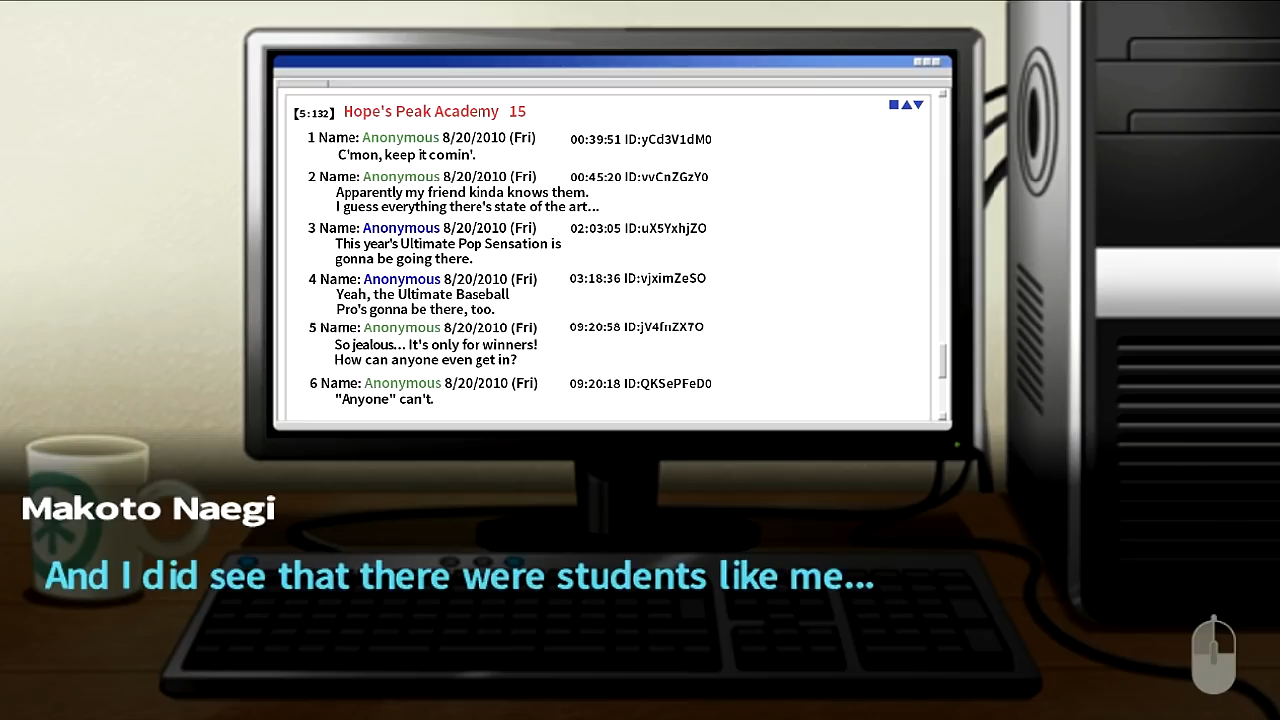 【5:132】 Hope's Peak Academy 15
1 Name: Anonymous 8/20/2010 (Fri) 00:39:51 ID:yCd3V1dM0
C'mon, keep it comin'.
2 Name: Anonymous 8/20/2010 (Fri) 00:45:20 ID:vvCnZGzY0
Apparently my friend kinda knows them.
I guess everything there's state of the art...
3 Name: Anonymous 8/20/2010 (Fri) 02:03:05 ID:uX5YxhjZO
This year's Ultimate Pop Sensation is
gonna be going there.
4 Name: Anonymous 8/20/2010 (Fri) 03:18:36 ID:vjximZeSO
Yeah, the Ultimate Baseball
Pro's gonna be there, too.
5 Name: Anonymous 8/20/2010 (Fri) 09:20:58 ID:jV4fnZX7O
So jealous... It's only for winners!
How can anyone even get in?
6 Name: Anonymous 8/20/2010 (Fri) 09:20:18 ID:QKSePFeD0
"Anyone" can't.
Makoto Naegi
And I did see that there were students like me...